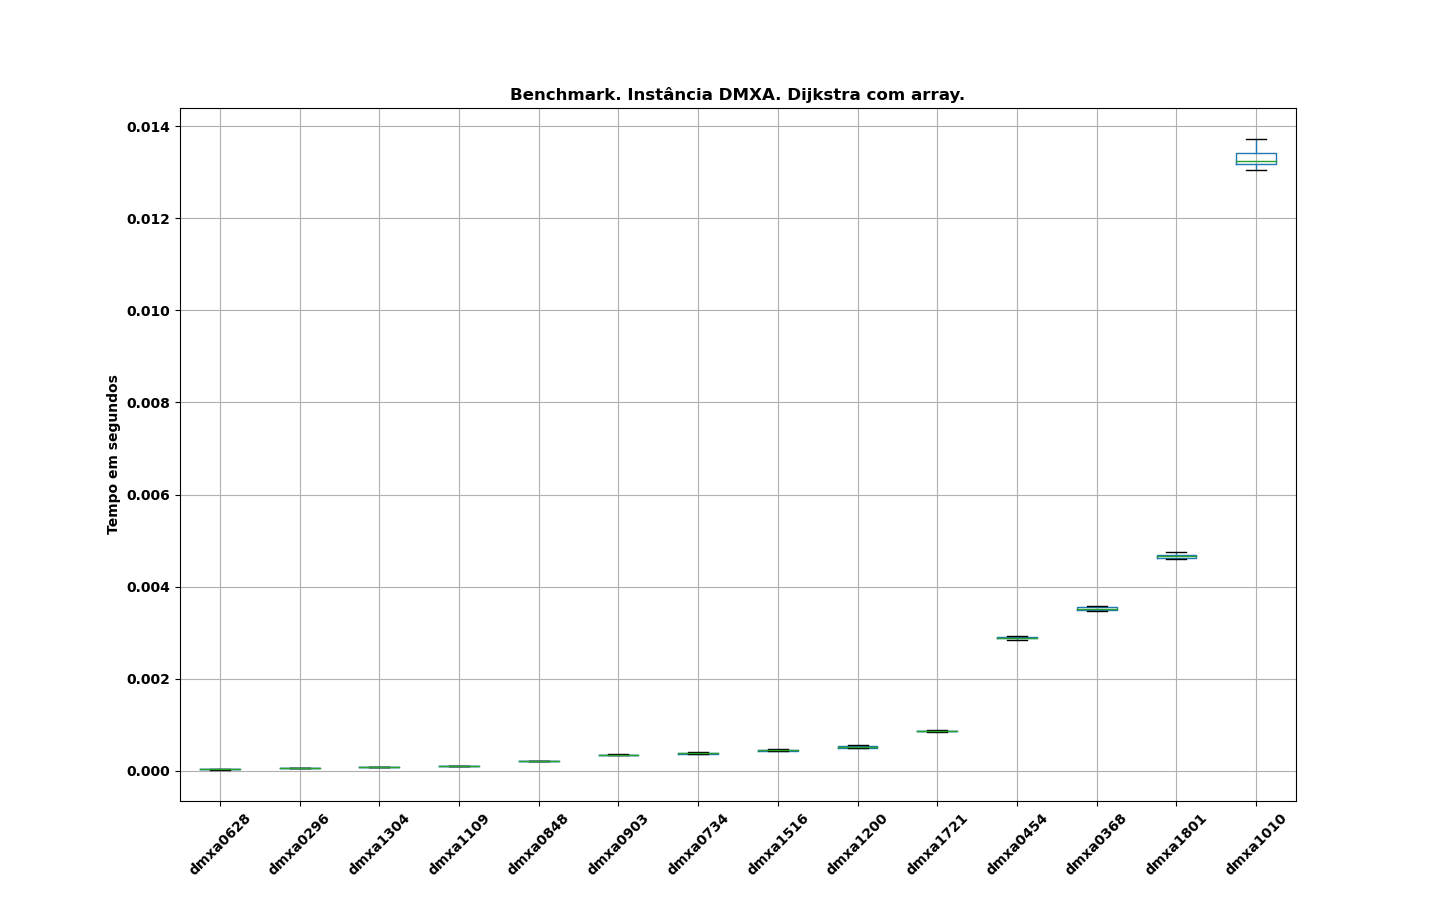 Benchmark. Instância DMXA. Dijkstra com array.
Tempo em segundos
0.014
0.012
0.010
0.008
0.006
0.004
0.002
0.000
dmxa0628
dmxa0296
dmxa1304
dmxa1109
dmxa0848
dmxa0903
dmxa0734
dmxa1516
dmxa1200
dmxa1721
dmxa0454
dmxa0368
dmxa1801
dmxa1010